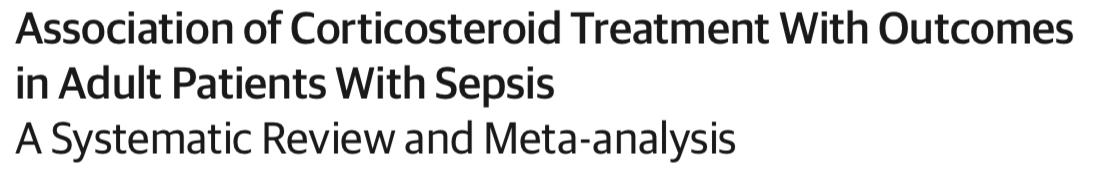 Association of Corticosteroid Treatment With Outcomes
in Adult Patients With Sepsis
A Systematic Review and Meta-analysis